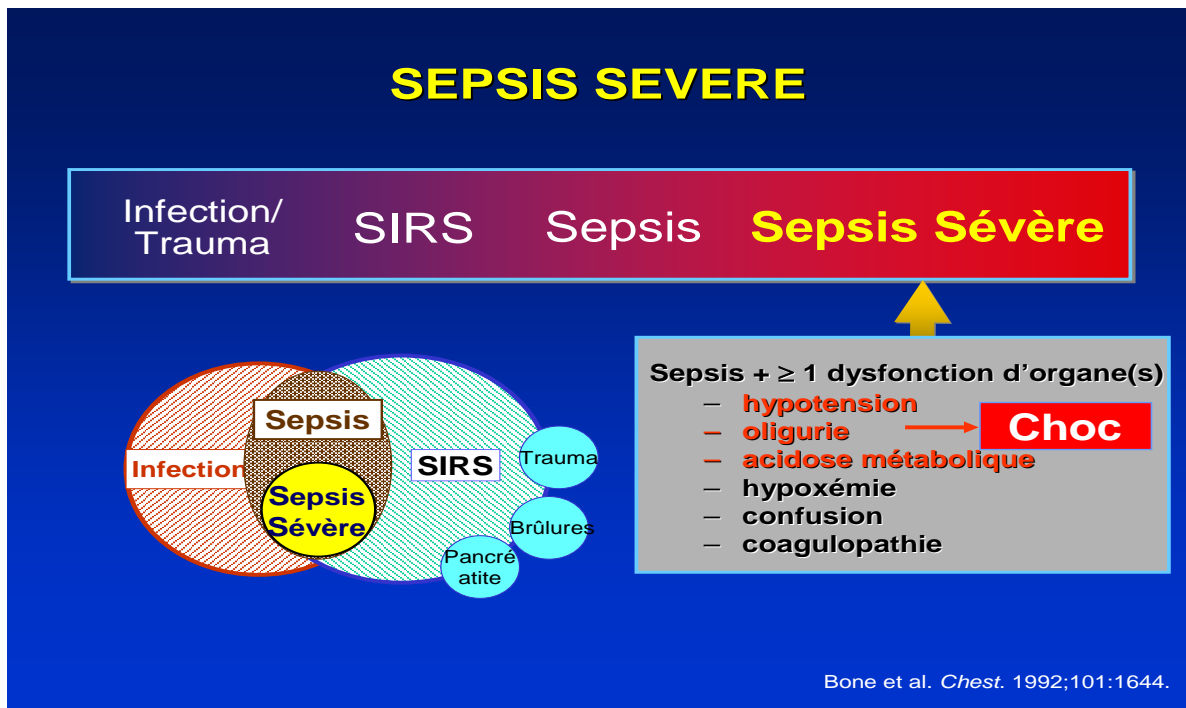 SEPSIS SEVERE
Infection/
Trauma
SIRS
Sepsis
Sepsis Sévère
Sepsis
Infection
SIRS
Sepsis
Sévère
Trauma
Brûlures
Pancré
atite
Sepsis + ≥ 1 dysfonction d’organe(s)
– hypotension
– oligurie
– acidose métabolique
– hypoxémie
– confusion
– coagulopathie
Choc
Bone et al. Chest. 1992;101:1644.